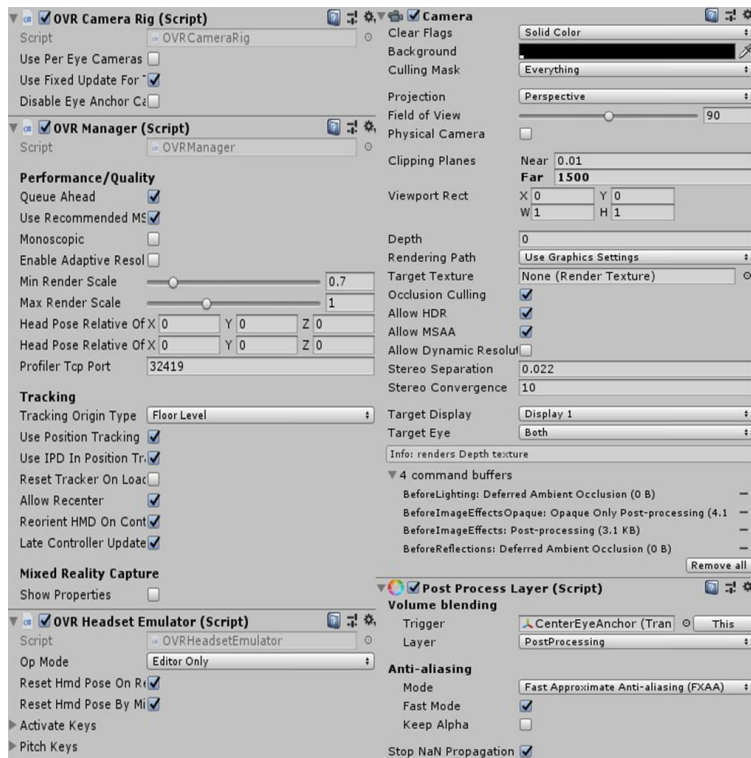 OVR Camera Rig (Script)
Script OVRCameraRig
Use Per Eye Cameras
Use Fixed Update For
Disable Eye Anchor Ca
OVR Manager (Script)
Script OVRManager
Performance/Quality
Queue Ahead
Use Recommended MS
Monoscopic
Enable Adaptive Resol
Min Render Scale 0.7
Max Render Scale 1
Head Pose Relative Of X 0 Y 0 Z 0
Head Pose Relative Of X 0 Y 0 Z 0
Profiler Tcp Port 32419
Tracking
Tracking Origin Type Floor Level
Use Position Tracking
Use IPD In Position Tr
Reset Tracker On Load
Allow Recenter
Reorient HMD On Cont
Late Controller Update
Mixed Reality Capture
Show Properties
OVR Headset Emulator (Script)
Script OVRHeadsetEmulator
Op Mode Editor Only
Reset Hmd Pose On Re
Reset Hmd Pose By Mi
Activate Keys
Pitch Keys
Camera
Clear Flags Solid Color
Background
Culling Mask Everything
Projection Perspective
Field of View 90
Physical Camera
Clipping Planes Near 0.01
Far 1500
Viewport Rect X 0 Y 0
W 1 H 1
Depth 0
Rendering Path Use Graphics Settings
Target Texture None (Render Texture)
Occlusion Culling
Allow HDR
Allow MSAA
Allow Dynamic Resolut
Stereo Separation 0.022
Stereo Convergence 10
Target Display Display 1
Target Eye Both
Info: renders Depth texture
4 command buffers
BeforeLighting: Deferred Ambient Occlusion (0 B)
BeforeImageEffectsOpaque: Opaque Only Post-processing (4.1
BeforeImageEffects: Post-processing (3.1 KB)
BeforeReflections: Deferred Ambient Occlusion (0 B)
Remove all
Post Process Layer (Script)
Volume blending
Trigger CenterEyeAnchor (Tran This
Layer PostProcessing
Anti-aliasing
Mode Fast Approximate Anti-aliasing (FXAA)
Fast Mode
Keep Alpha
Stop NaN Propagation